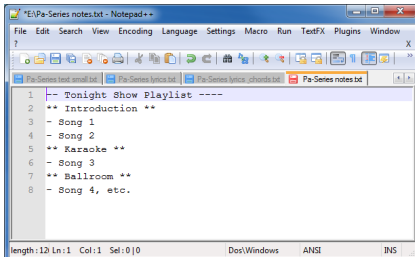 *E:\Pa-Series notes.txt - Notepad++
File Edit Search View Encoding Language Settings Macro Run TextFX Plugins Window
? X
Pa-Series text small.txt Pa-Series lyrics.txt Pa-Series lyrics_chords.txt Pa-Series notes.txt
1 -- Tonight Show Playlist ----
2 ** Introduction **
3 - Song 1
4 - Song 2
5 ** Karaoke **
6 - Song 3
7 ** Ballroom **
8 - Song 4, etc.
length : 12( Ln : 1 Col : 1 Sel : 0 | 0 Dos\Windows ANSI INS